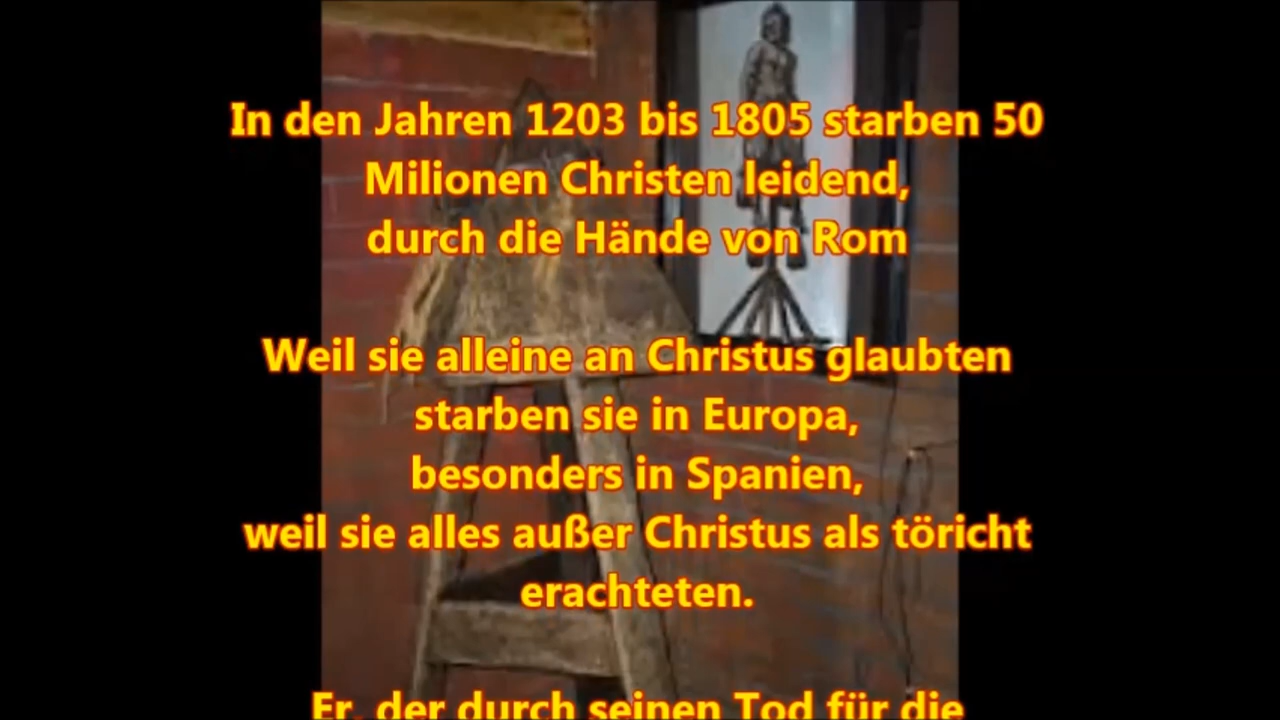 In den Jahren 1203 bis 1805 starben 50
Milionen Christen leidend,
durch die Hände von Rom
Weil sie alleine an Christus glaubten
starben sie in Europa,
besonders in Spanien,
weil sie alles außer Christus als töricht
erachteten.
Er, der durch seinen Tod für die